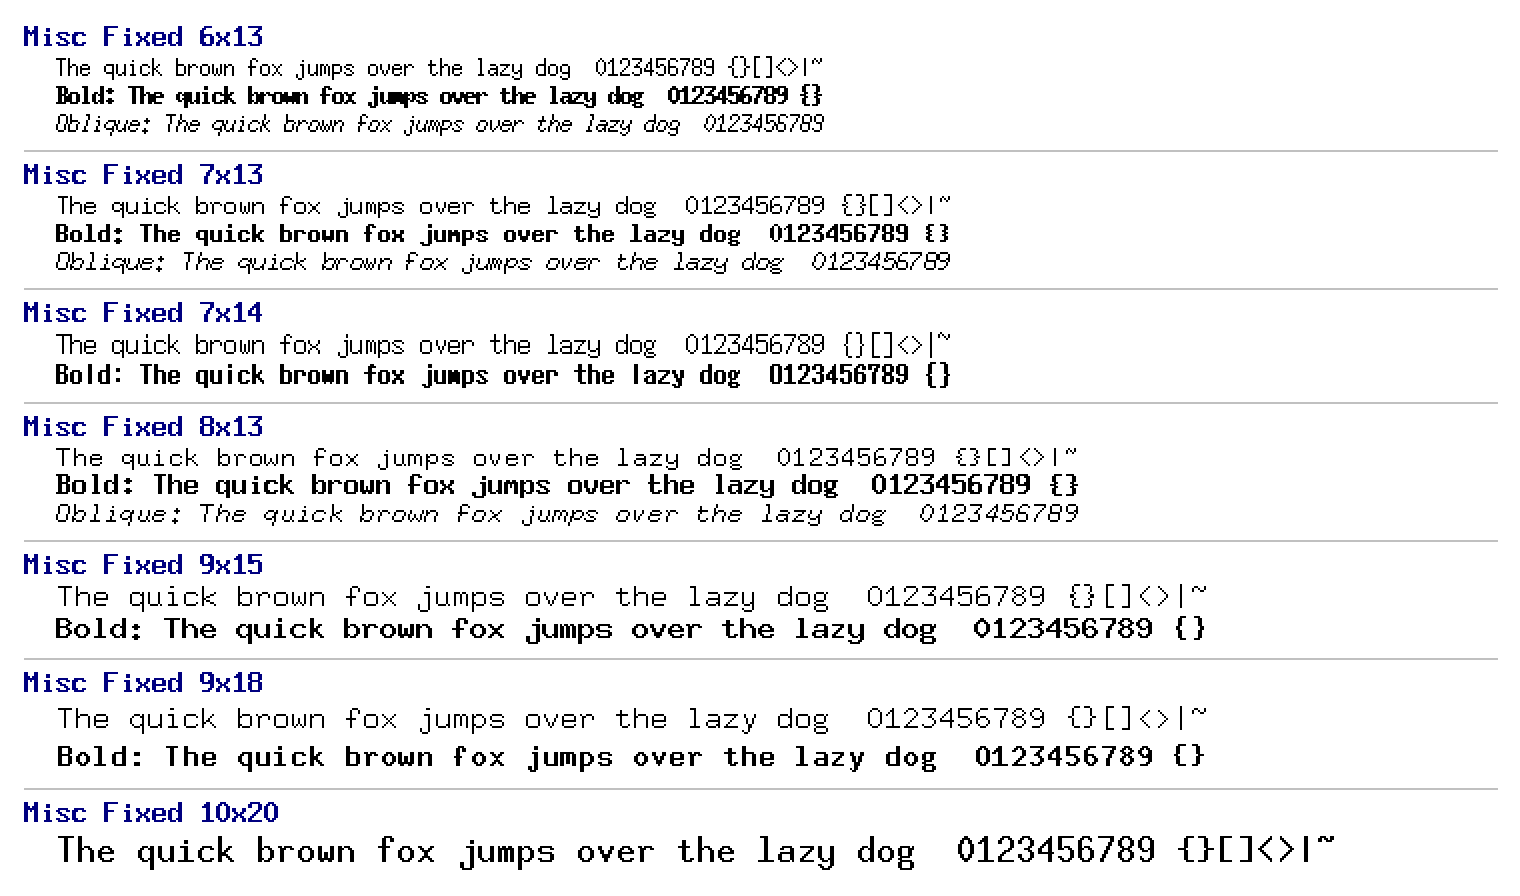 Misc Fixed 6x13
The quick brown fox jumps over the lazy dog  0123456789 {}[]<>|~
Bold: The quick brown fox jumps over the lazy dog  0123456789 {}
Oblique: The quick brown fox jumps over the lazy dog  0123456789
Misc Fixed 7x13
The quick brown fox jumps over the lazy dog  0123456789 {}[]<>|~
Bold: The quick brown fox jumps over the lazy dog  0123456789 {}
Oblique: The quick brown fox jumps over the lazy dog  0123456789
Misc Fixed 7x14
The quick brown fox jumps over the lazy dog  0123456789 {}[]<>|~
Bold: The quick brown fox jumps over the lazy dog  0123456789 {}
Misc Fixed 8x13
The quick brown fox jumps over the lazy dog  0123456789 {}[]<>|~
Bold: The quick brown fox jumps over the lazy dog  0123456789 {}
Oblique: The quick brown fox jumps over the lazy dog  0123456789
Misc Fixed 9x15
The quick brown fox jumps over the lazy dog  0123456789 {}[]<>|~
Bold: The quick brown fox jumps over the lazy dog  0123456789 {}
Misc Fixed 9x18
The quick brown fox jumps over the lazy dog  0123456789 {}[]<>|~
Bold: The quick brown fox jumps over the lazy dog  0123456789 {}
Misc Fixed 10x20
The quick brown fox jumps over the lazy dog  0123456789 {}[]<>|~